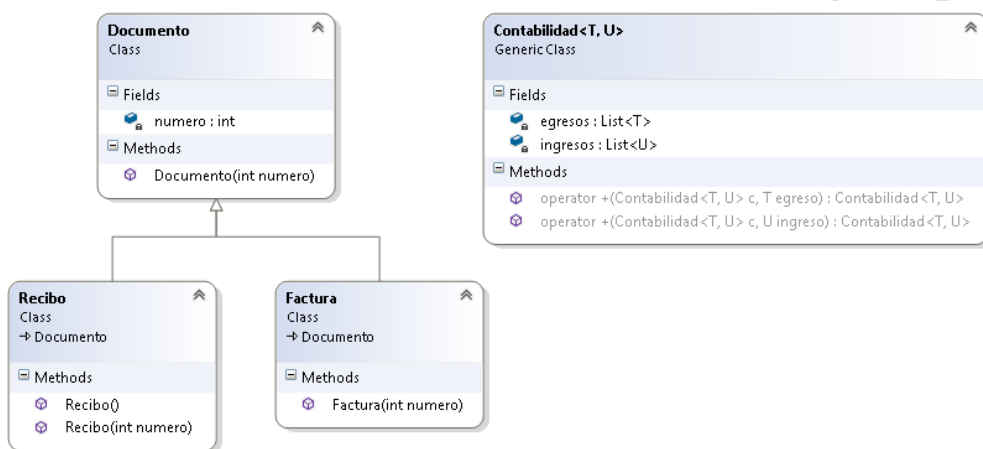 Documento
Class
Fields
numero : int
Methods
Documento(int numero)
Contabilidad<T, U>
Generic Class
Fields
egresos : List<T>
ingresos : List<U>
Methods
operator +(Contabilidad<T, U> c, T egreso) : Contabilidad<T, U>
operator +(Contabilidad<T, U> c, U ingreso) : Contabilidad<T, U>
Recibo
Class
Documento
Methods
Recibo()
Recibo(int numero)
Factura
Class
Documento
Methods
Factura(int numero)